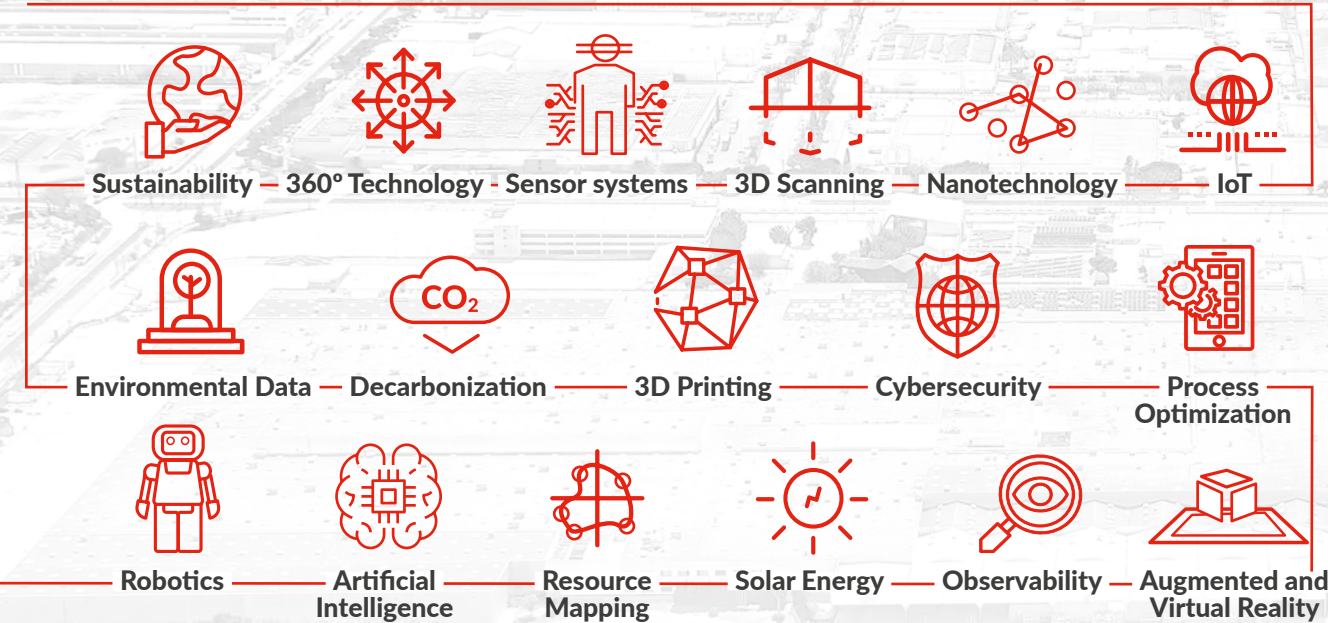 Sustainability
360º Technology
Sensor systems
3D Scanning
Nanotechnology
IoT
CO₂
Environmental Data
Decarbonization
3D Printing
Cybersecurity
Process
Optimization
Robotics
Artificial
Intelligence
Resource
Mapping
Solar Energy
Observability
Augmented and
Virtual Reality